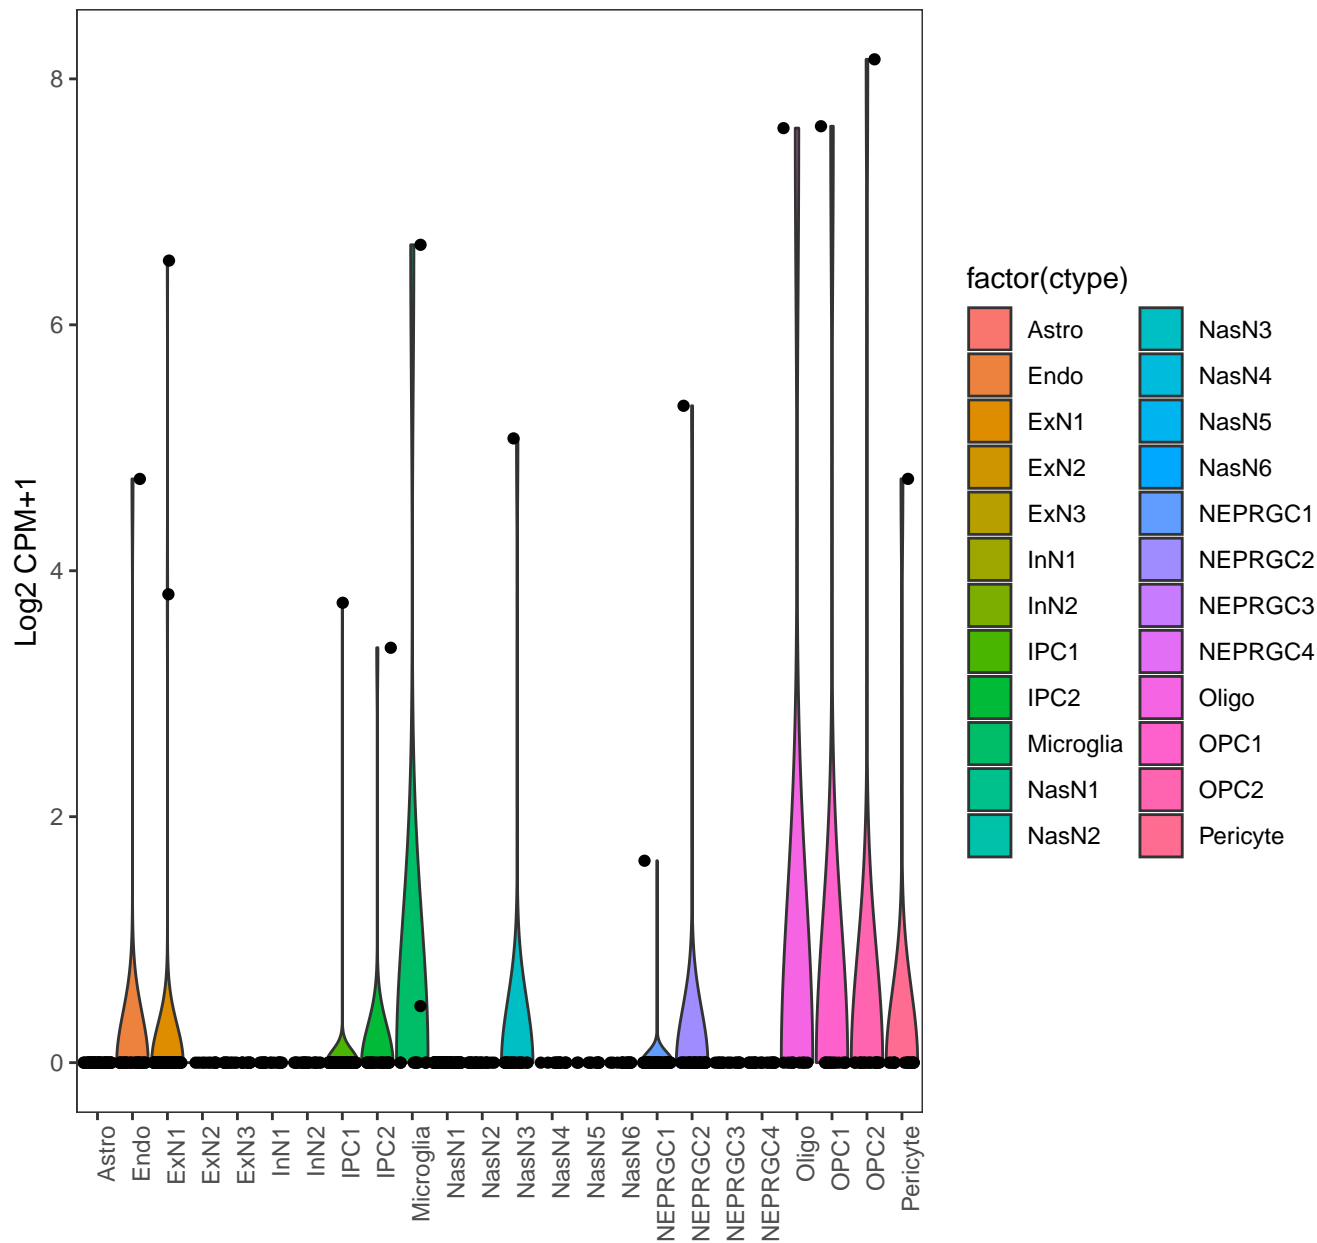 8
6
4
2
0
Log2 CPM+1
Astro
Endo
ExN1
ExN2
ExN3
InN1
InN2
IPC1
IPC2
Microglia
NasN1
NasN2
NasN3
NasN4
NasN5
NasN6
NEPRGC1
NEPRGC2
NEPRGC3
NEPRGC4
Oligo
OPC1
OPC2
Pericyte
factor(ctype)
Astro
Endo
ExN1
ExN2
ExN3
InN1
InN2
IPC1
IPC2
Microglia
NasN1
NasN2
NasN3
NasN4
NasN5
NasN6
NEPRGC1
NEPRGC2
NEPRGC3
NEPRGC4
Oligo
OPC1
OPC2
Pericyte